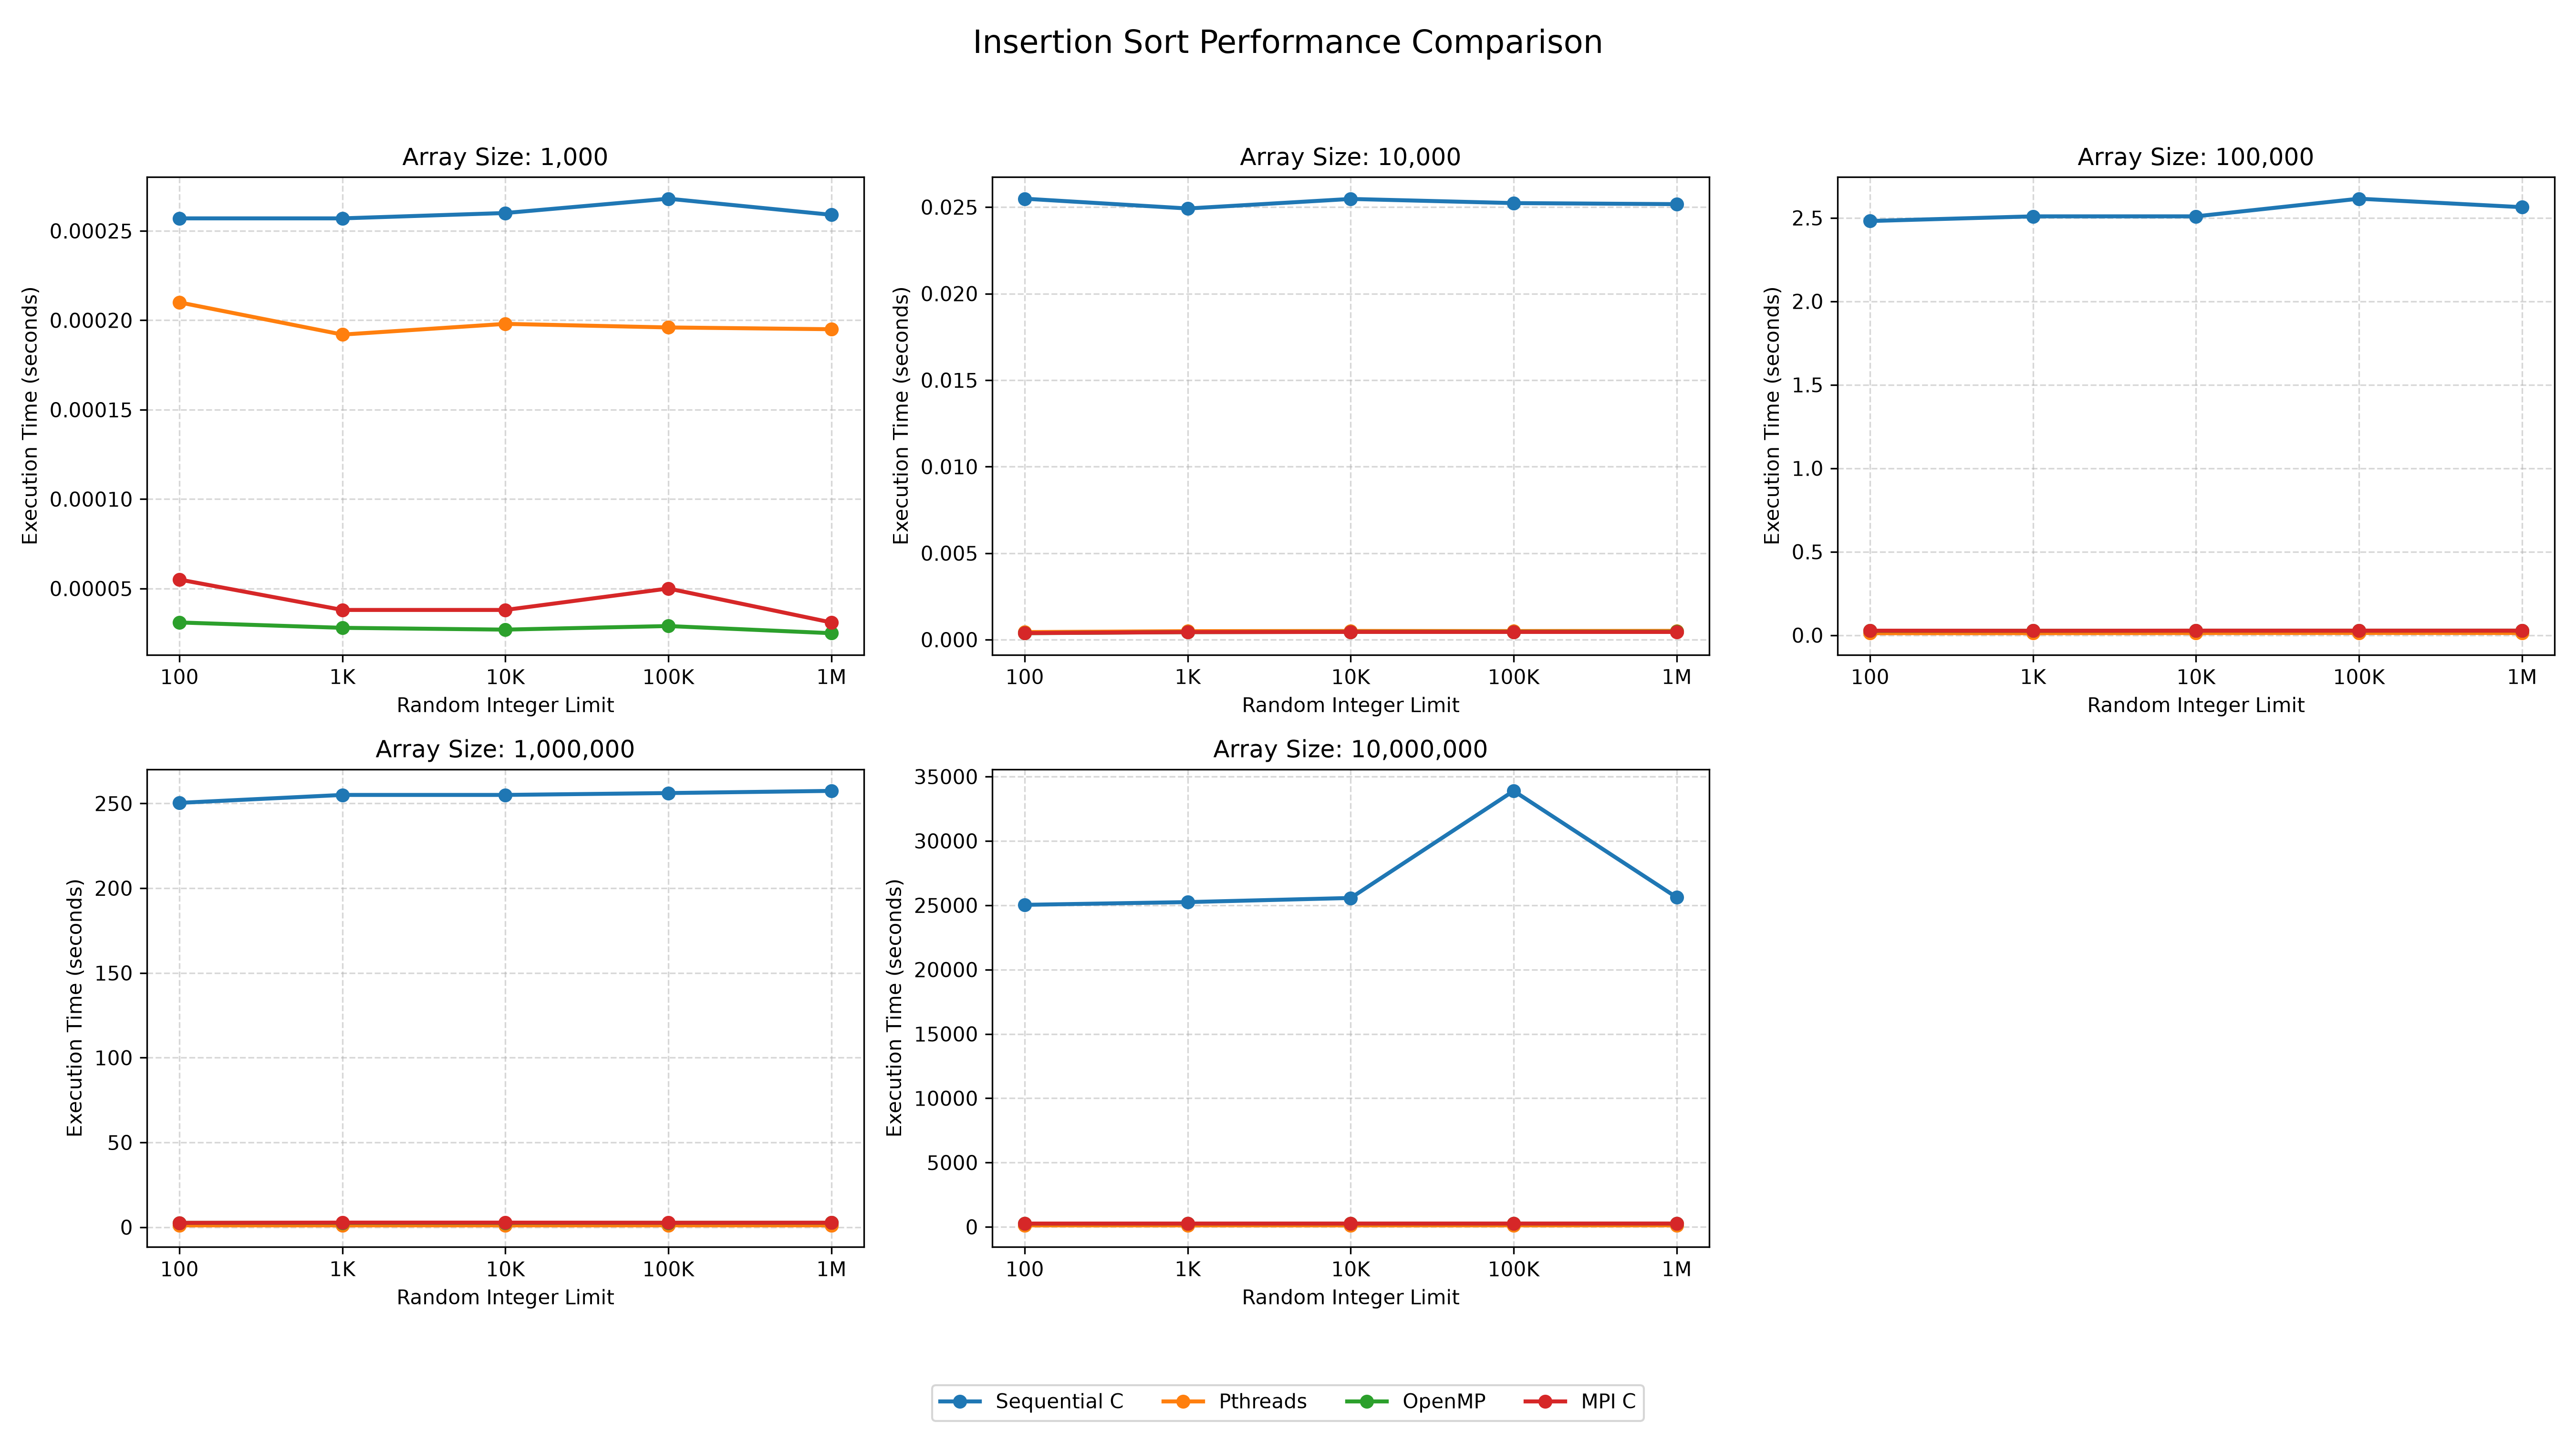 Insertion Sort Performance Comparison
Array Size: 1,000
Execution Time (seconds)
0.00025
0.00020
0.00015
0.00010
0.00005
100 1K 10K 100K 1M
Random Integer Limit
Array Size: 10,000
Execution Time (seconds)
0.025
0.020
0.015
0.010
0.005
0.000
100 1K 10K 100K 1M
Random Integer Limit
Array Size: 100,000
Execution Time (seconds)
2.5
2.0
1.5
1.0
0.5
0.0
100 1K 10K 100K 1M
Random Integer Limit
Array Size: 1,000,000
Execution Time (seconds)
250
200
150
100
50
0
100 1K 10K 100K 1M
Random Integer Limit
Array Size: 10,000,000
Execution Time (seconds)
35000
30000
25000
20000
15000
10000
5000
0
100 1K 10K 100K 1M
Random Integer Limit
Sequential C Pthreads OpenMP MPI C